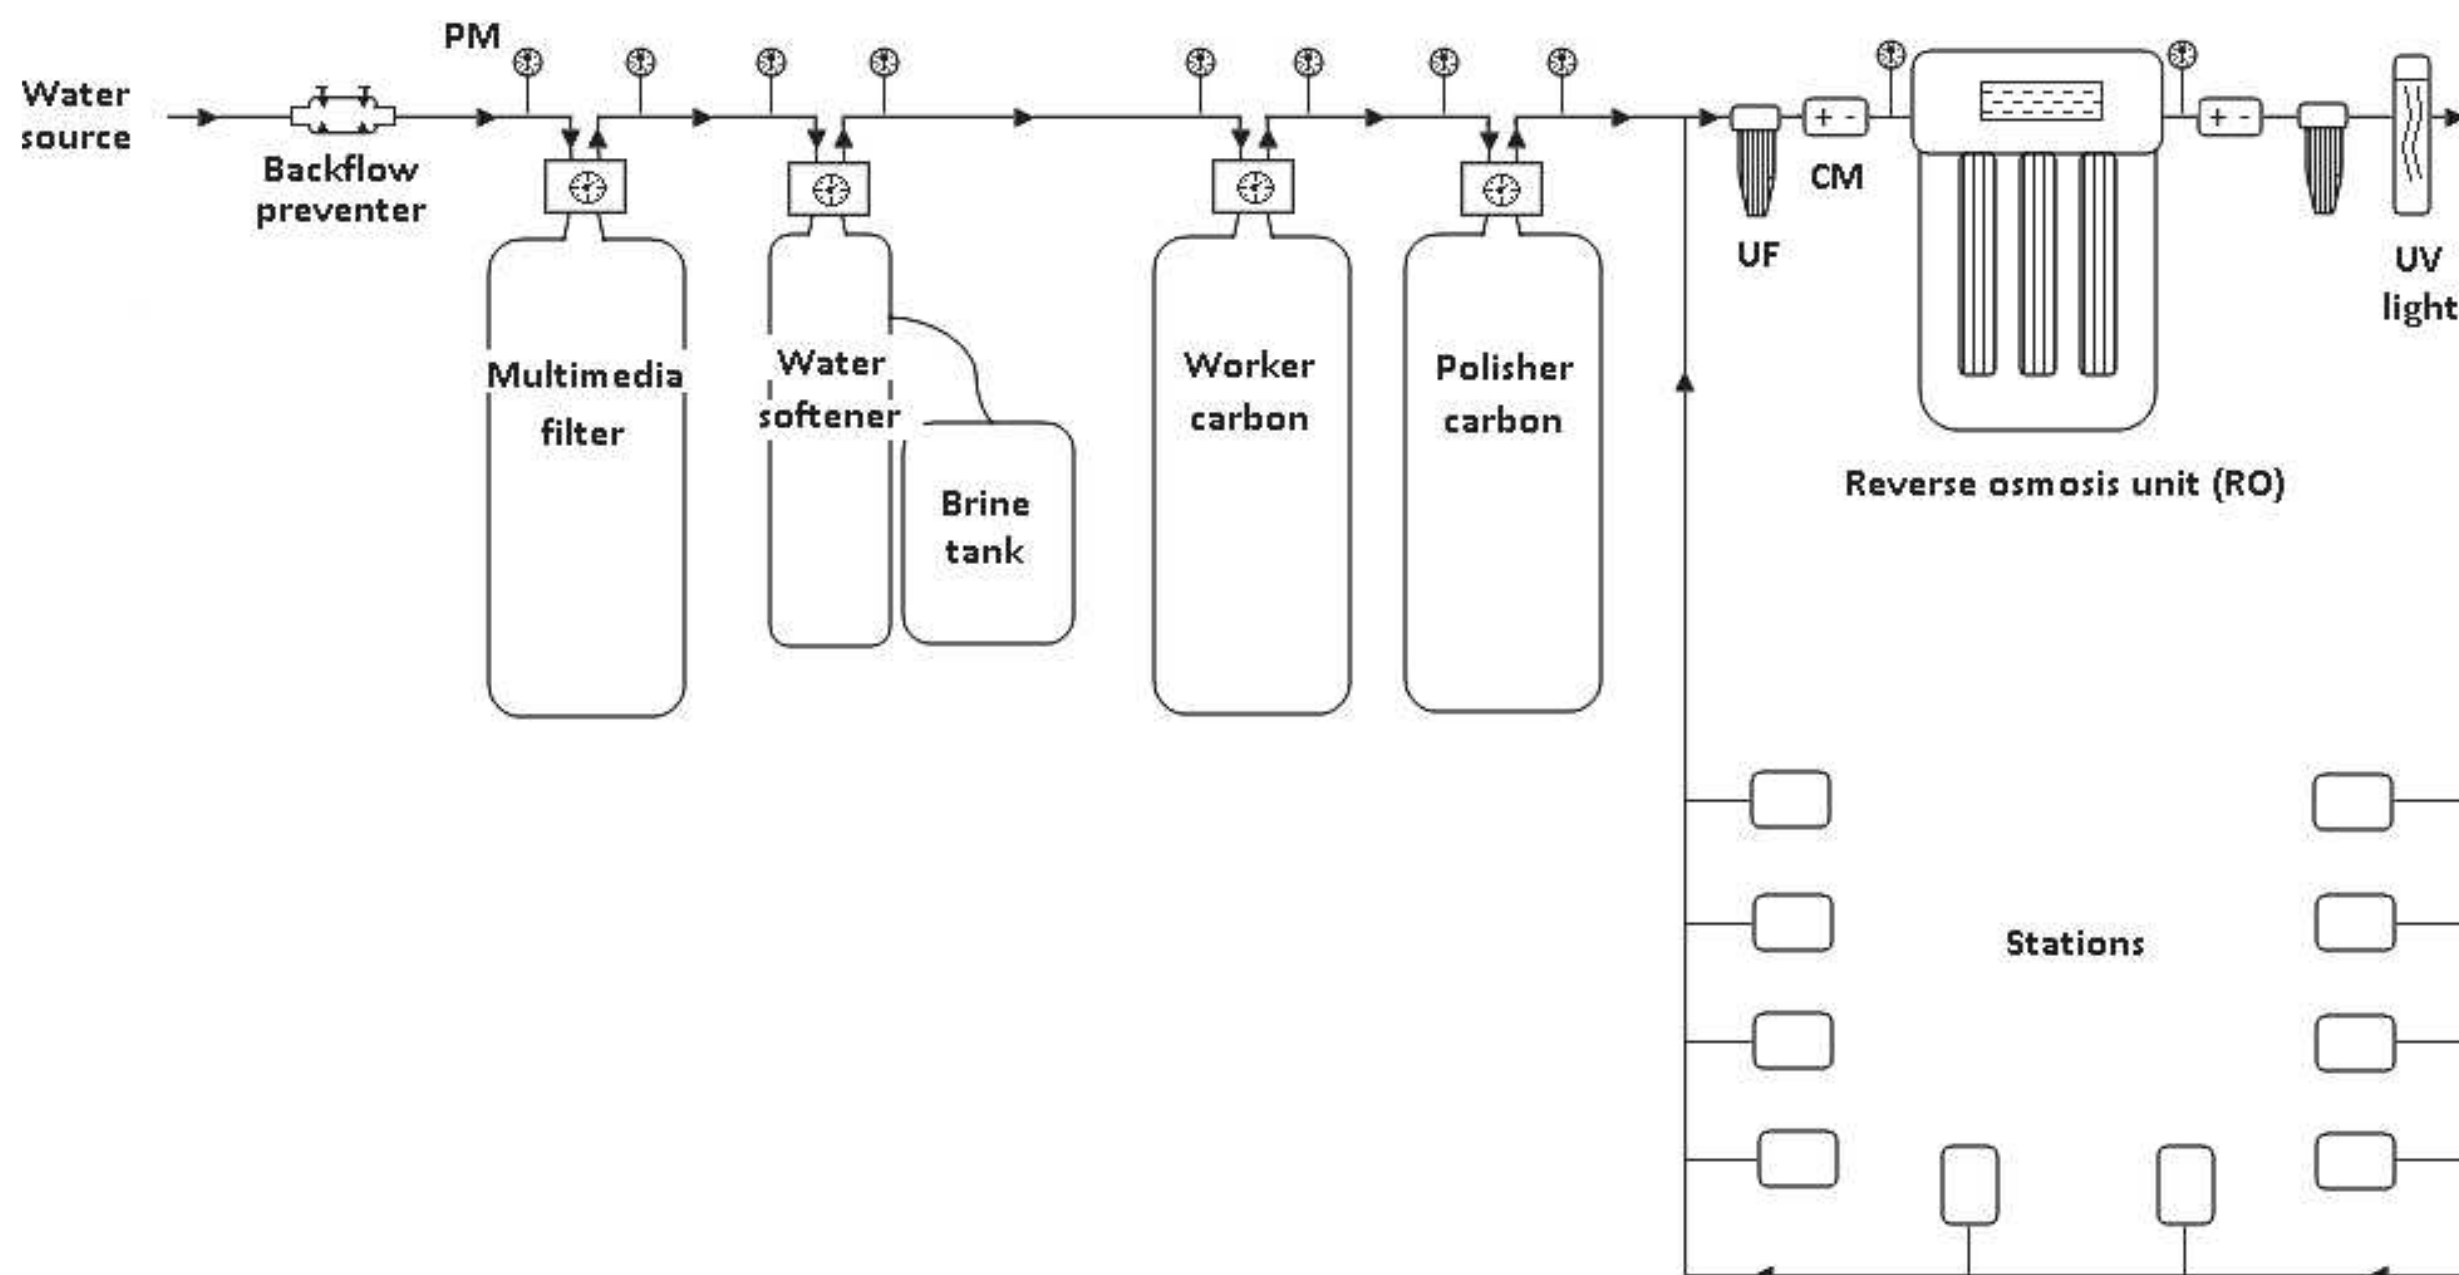 PM
Water
source
Backflow
preventer
Multimedia
filter
Water
softener
Brine
tank
Worker
carbon
Polisher
carbon
UF
+ -
CM
Reverse osmosis unit (RO)
+ -
UV
light
Stations